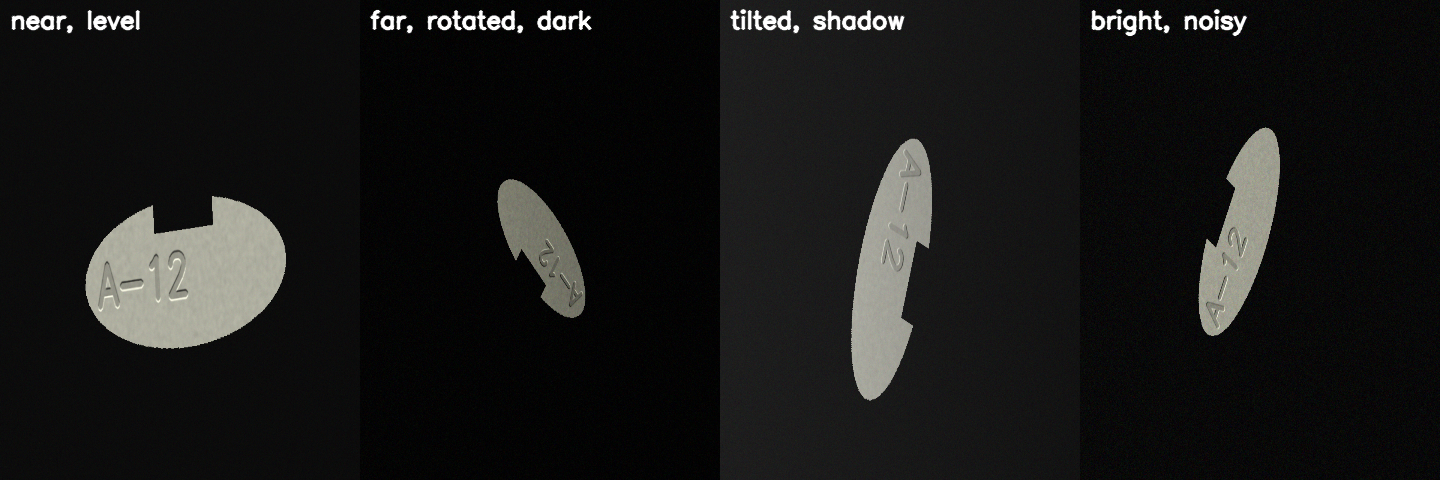 near, level
far, rotated, dark
tilted, shadow
bright, noisy
A-12
A-12
A-12
A-12